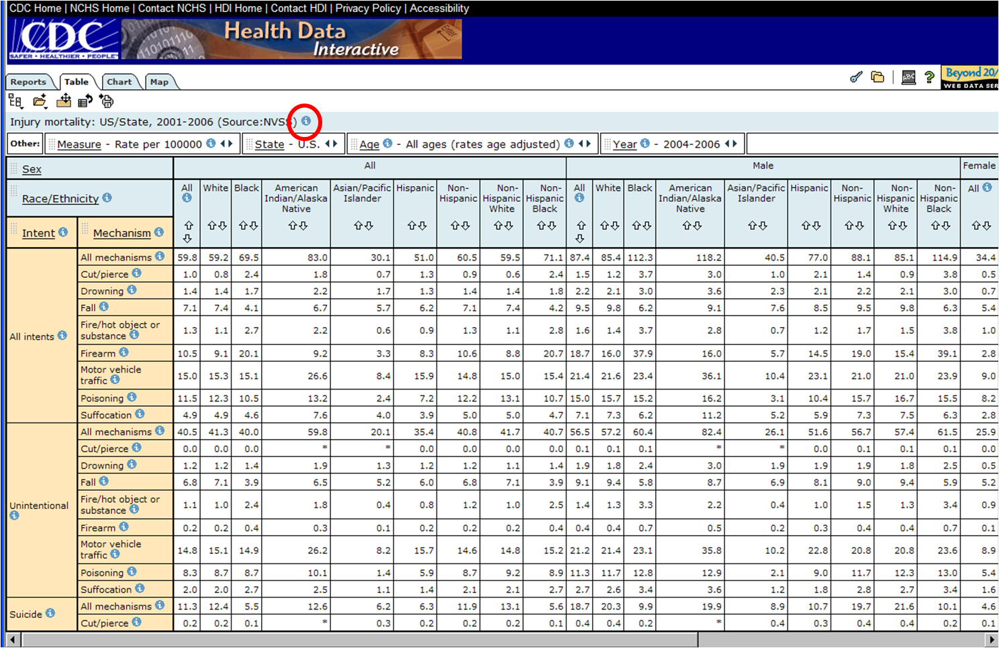 CDC Home | NCHS Home | Contact NCHS | HDI Home | Contact HDI | Privacy Policy | Accessibility
CDC
SAFER • HEALTHIER • PEOPLE™
Health Data
Interactive
Reports Table Chart Map
ABC ?
Beyond 20/
WEB DATA SER
Injury mortality: US/State, 2001-2006 (Source:NVSS)
Other: Measure - Rate per 100000 State - U.S. Age - All ages (rates age adjusted) Year - 2004-2006
Sex All Male Female
Race/Ethnicity All White Black American Indian/Alaska Native Asian/Pacific Islander Hispanic Non-Hispanic Non-Hispanic White Non-Hispanic Black All White Black American Indian/Alaska Native Asian/Pacific Islander Hispanic Non-Hispanic Non-Hispanic White Non-Hispanic Black All
Intent Mechanism
All intents
All mechanisms 59.8 59.2 69.5 83.0 30.1 51.0 60.5 59.5 71.1 87.4 85.4 112.3 118.2 40.5 77.0 88.1 85.1 114.9 34.4
Cut/pierce 1.0 0.8 2.4 1.8 0.7 1.3 0.9 0.6 2.4 1.5 1.2 3.7 3.0 1.0 2.1 1.4 0.9 3.8 0.5
Drowning 1.4 1.4 1.7 2.2 1.7 1.3 1.4 1.4 1.8 2.2 2.1 3.0 3.6 2.3 2.1 2.2 2.1 3.0 0.7
Fall 7.1 7.4 4.1 6.7 5.7 6.2 7.1 7.4 4.2 9.5 9.8 6.2 9.1 7.6 8.5 9.5 9.8 6.3 5.4
Fire/hot object or substance 1.3 1.1 2.7 2.2 0.6 0.9 1.3 1.1 2.8 1.6 1.4 3.7 2.8 0.7 1.2 1.7 1.5 3.8 1.0
Firearm 10.5 9.1 20.1 9.2 3.3 8.3 10.6 8.8 20.7 18.7 16.0 37.9 16.0 5.7 14.5 19.0 15.4 39.1 2.8
Motor vehicle traffic 15.0 15.3 15.1 26.6 8.4 15.9 14.8 15.0 15.4 21.4 21.6 23.4 36.1 10.4 23.1 21.0 21.0 23.9 9.0
Poisoning 11.5 12.3 10.5 13.2 2.4 7.2 12.2 13.1 10.7 15.0 15.7 15.2 16.2 3.1 10.4 15.7 16.7 15.5 8.2
Suffocation 4.9 4.9 4.6 7.6 4.0 3.9 5.0 5.0 4.7 7.1 7.3 6.2 11.2 5.2 5.9 7.3 7.5 6.3 2.8
Unintentional
All mechanisms 40.5 41.3 40.0 59.8 20.1 35.4 40.8 41.7 40.7 56.5 57.2 60.4 82.4 26.1 51.6 56.7 57.4 61.5 25.9
Cut/pierce 0.0 0.0 0.0 * * 0.0 0.0 0.0 0.0 0.1 0.1 0.1 * * 0.0 0.1 0.1 0.1 0.0
Drowning 1.2 1.2 1.4 1.9 1.3 1.2 1.2 1.1 1.4 1.9 1.8 2.4 3.0 1.9 1.9 1.9 1.8 2.5 0.5
Fall 6.8 7.1 3.9 6.5 5.2 6.0 6.8 7.1 3.9 9.1 9.4 5.8 8.7 6.9 8.1 9.0 9.4 5.9 5.2
Fire/hot object or substance 1.1 1.0 2.4 1.8 0.4 0.8 1.2 1.0 2.5 1.4 1.3 3.3 2.2 0.4 1.0 1.5 1.3 3.4 0.9
Firearm 0.2 0.2 0.4 0.3 0.1 0.2 0.2 0.2 0.4 0.4 0.4 0.7 0.5 0.2 0.3 0.4 0.4 0.7 0.1
Motor vehicle traffic 14.8 15.1 14.9 26.2 8.2 15.7 14.6 14.8 15.2 21.2 21.4 23.1 35.8 10.2 22.8 20.8 20.8 23.6 8.9
Poisoning 8.3 8.7 8.7 10.1 1.4 5.9 8.7 9.2 8.9 11.3 11.7 12.8 12.9 2.1 9.0 11.7 12.3 13.0 5.4
Suffocation 2.0 2.0 2.7 2.5 1.1 1.4 2.1 2.1 2.7 2.7 2.6 3.4 3.6 1.2 1.8 2.8 2.7 3.4 1.6
Suicide
All mechanisms 11.3 12.4 5.5 12.6 6.2 6.3 11.9 13.1 5.6 18.7 20.3 9.9 19.9 8.9 10.7 19.7 21.6 10.1 4.6
Cut/pierce 0.2 0.2 0.1 * 0.3 0.2 0.2 0.2 0.1 0.4 0.4 0.2 * 0.4 0.3 0.4 0.4 0.2 0.1